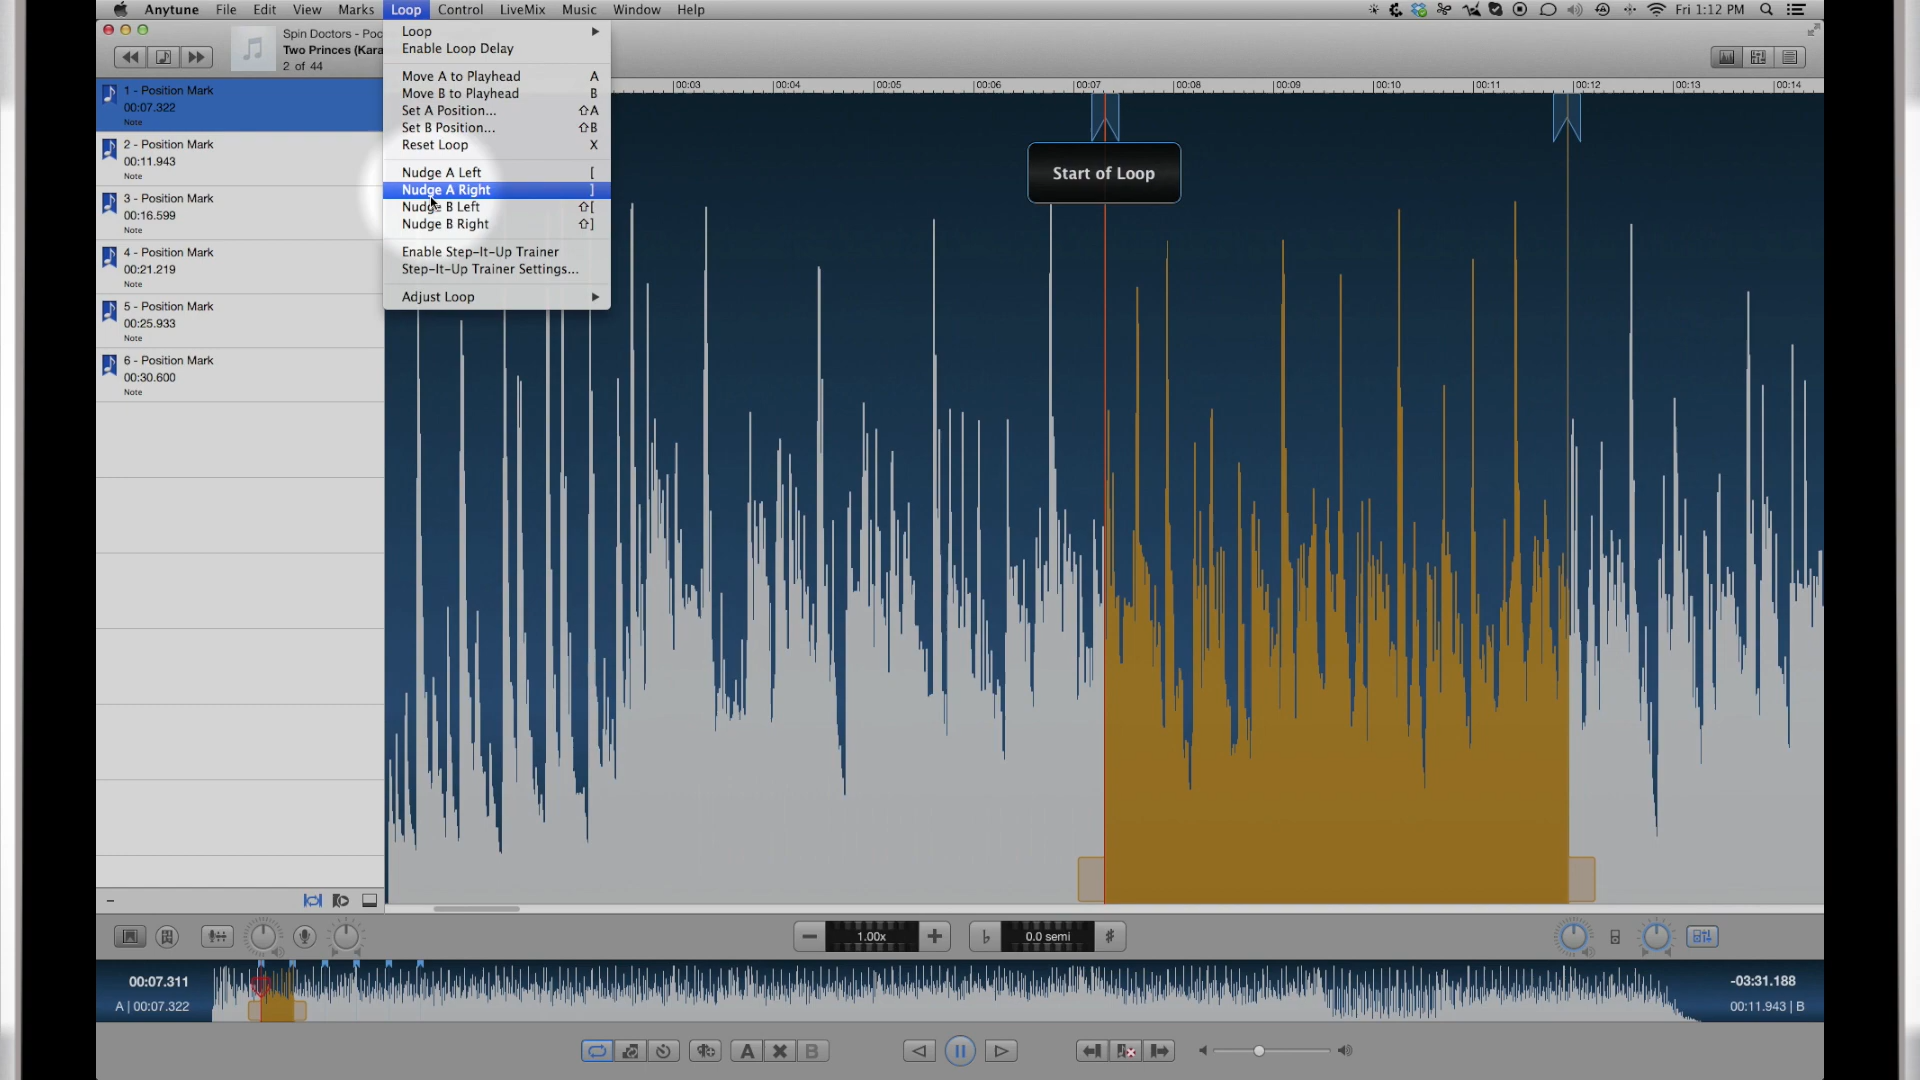 Anytune File Edit View Marks Loop Control LiveMix Music Window Help Fri 1:12 PM
Spin Doctors - Poc
Two Princes (Kara
2 of 44
Loop
Enable Loop Delay
Move A to Playhead A
Move B to Playhead B
Set A Position... ⇧A
Set B Position... ⇧B
Reset Loop X
Nudge A Left [
Nudge A Right ]
Nudge B Left ⇧[
Nudge B Right ⇧]
Enable Step-It-Up Trainer
Step-It-Up Trainer Settings...
Adjust Loop
00:03 00:04 00:05 00:06 00:07 00:08 00:09 00:10 00:11 00:12 00:13 00:14
1 - Position Mark
00:07.322
Note
2 - Position Mark
00:11.943
Note
3 - Position Mark
00:16.599
Note
4 - Position Mark
00:21.219
Note
5 - Position Mark
00:25.933
Note
6 - Position Mark
00:30.600
Note
Start of Loop
1.00x
0.0 semi
00:07.311
A | 00:07.322
-03:31.188
00:11.943 | B
A B